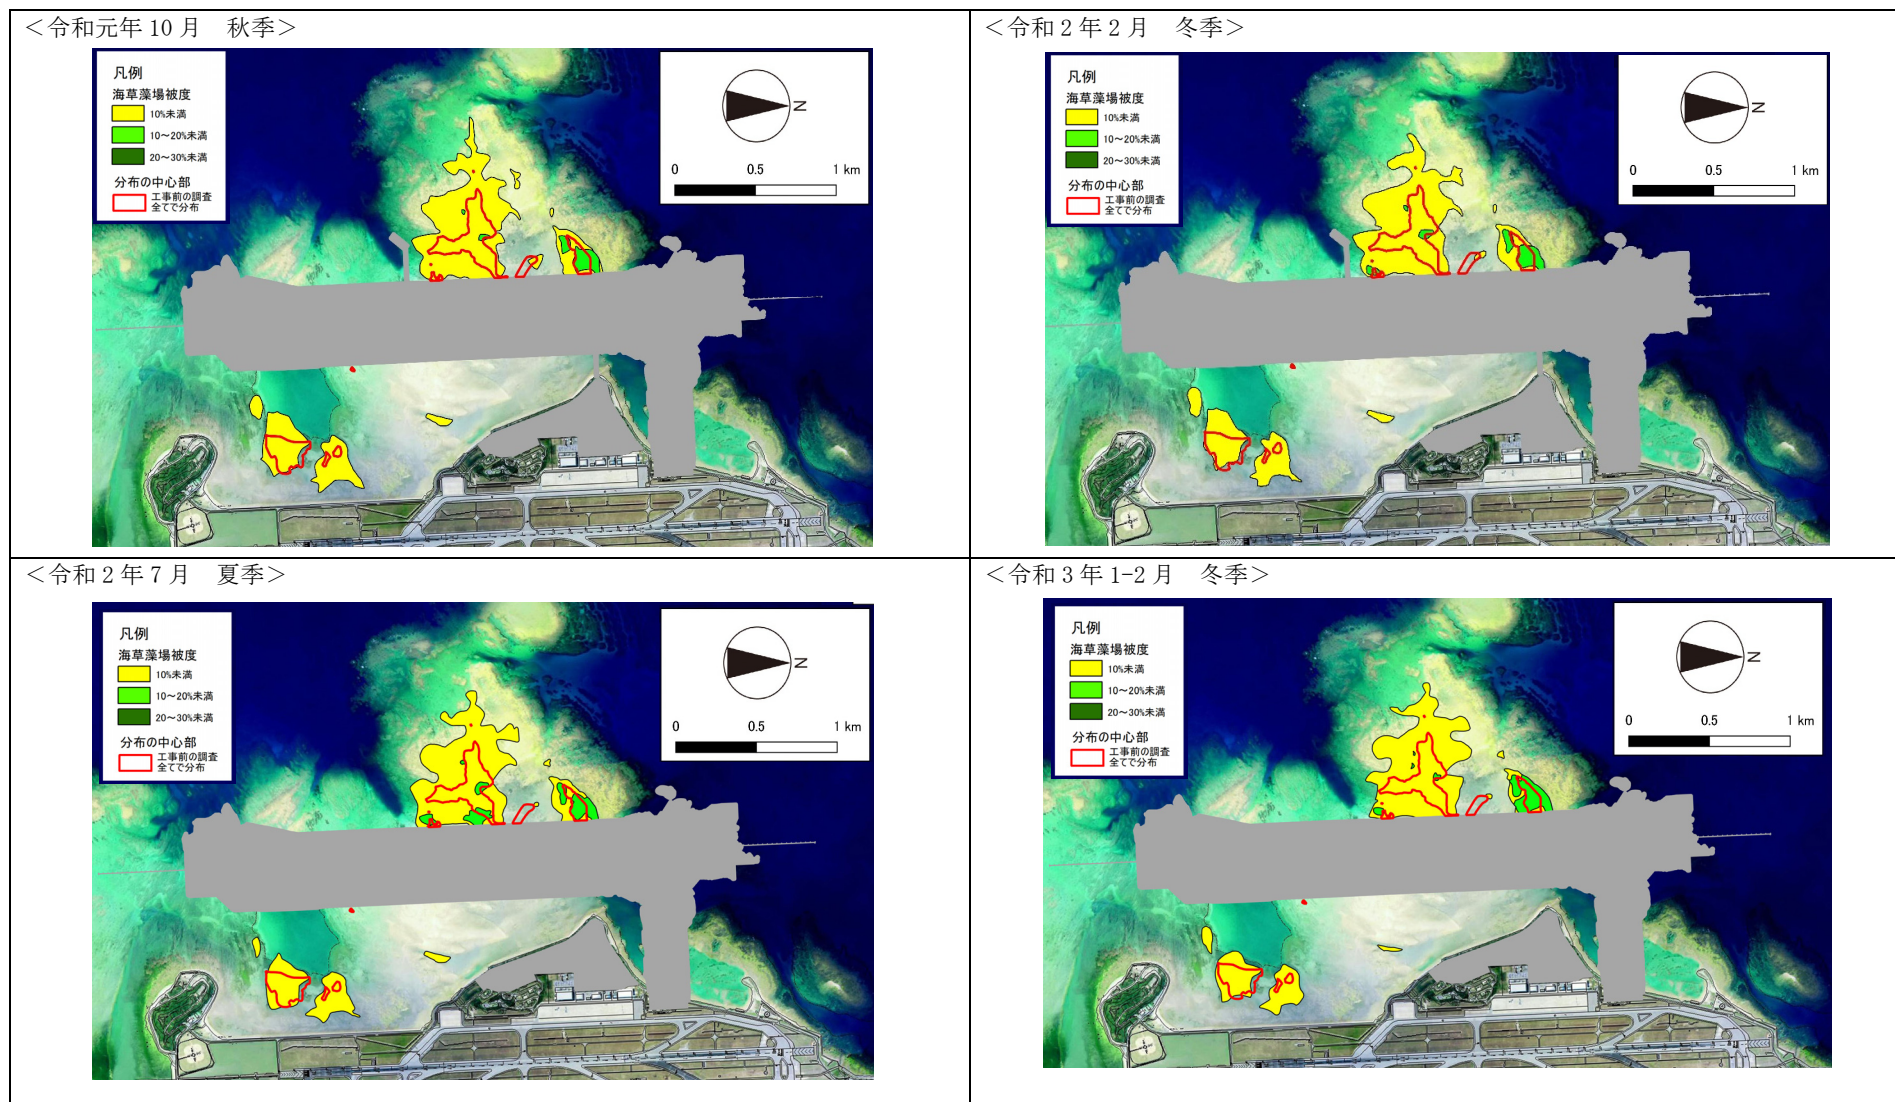 ＜令和元年 10 月　秋季＞
凡例
海草藻場被度
10%未満
10～20%未満
20～30%未満
分布の中心部
工事前の調査
全てで分布
N
0 0.5 1 km
＜令和 2 年 2 月　冬季＞
凡例
海草藻場被度
10%未満
10～20%未満
20～30%未満
分布の中心部
工事前の調査
全てで分布
N
0 0.5 1 km
＜令和 2 年 7 月　夏季＞
凡例
海草藻場被度
10%未満
10～20%未満
20～30%未満
分布の中心部
工事前の調査
全てで分布
N
0 0.5 1 km
＜令和 3 年 1-2 月　冬季＞
凡例
海草藻場被度
10%未満
10～20%未満
20～30%未満
分布の中心部
工事前の調査
全てで分布
N
0 0.5 1 km